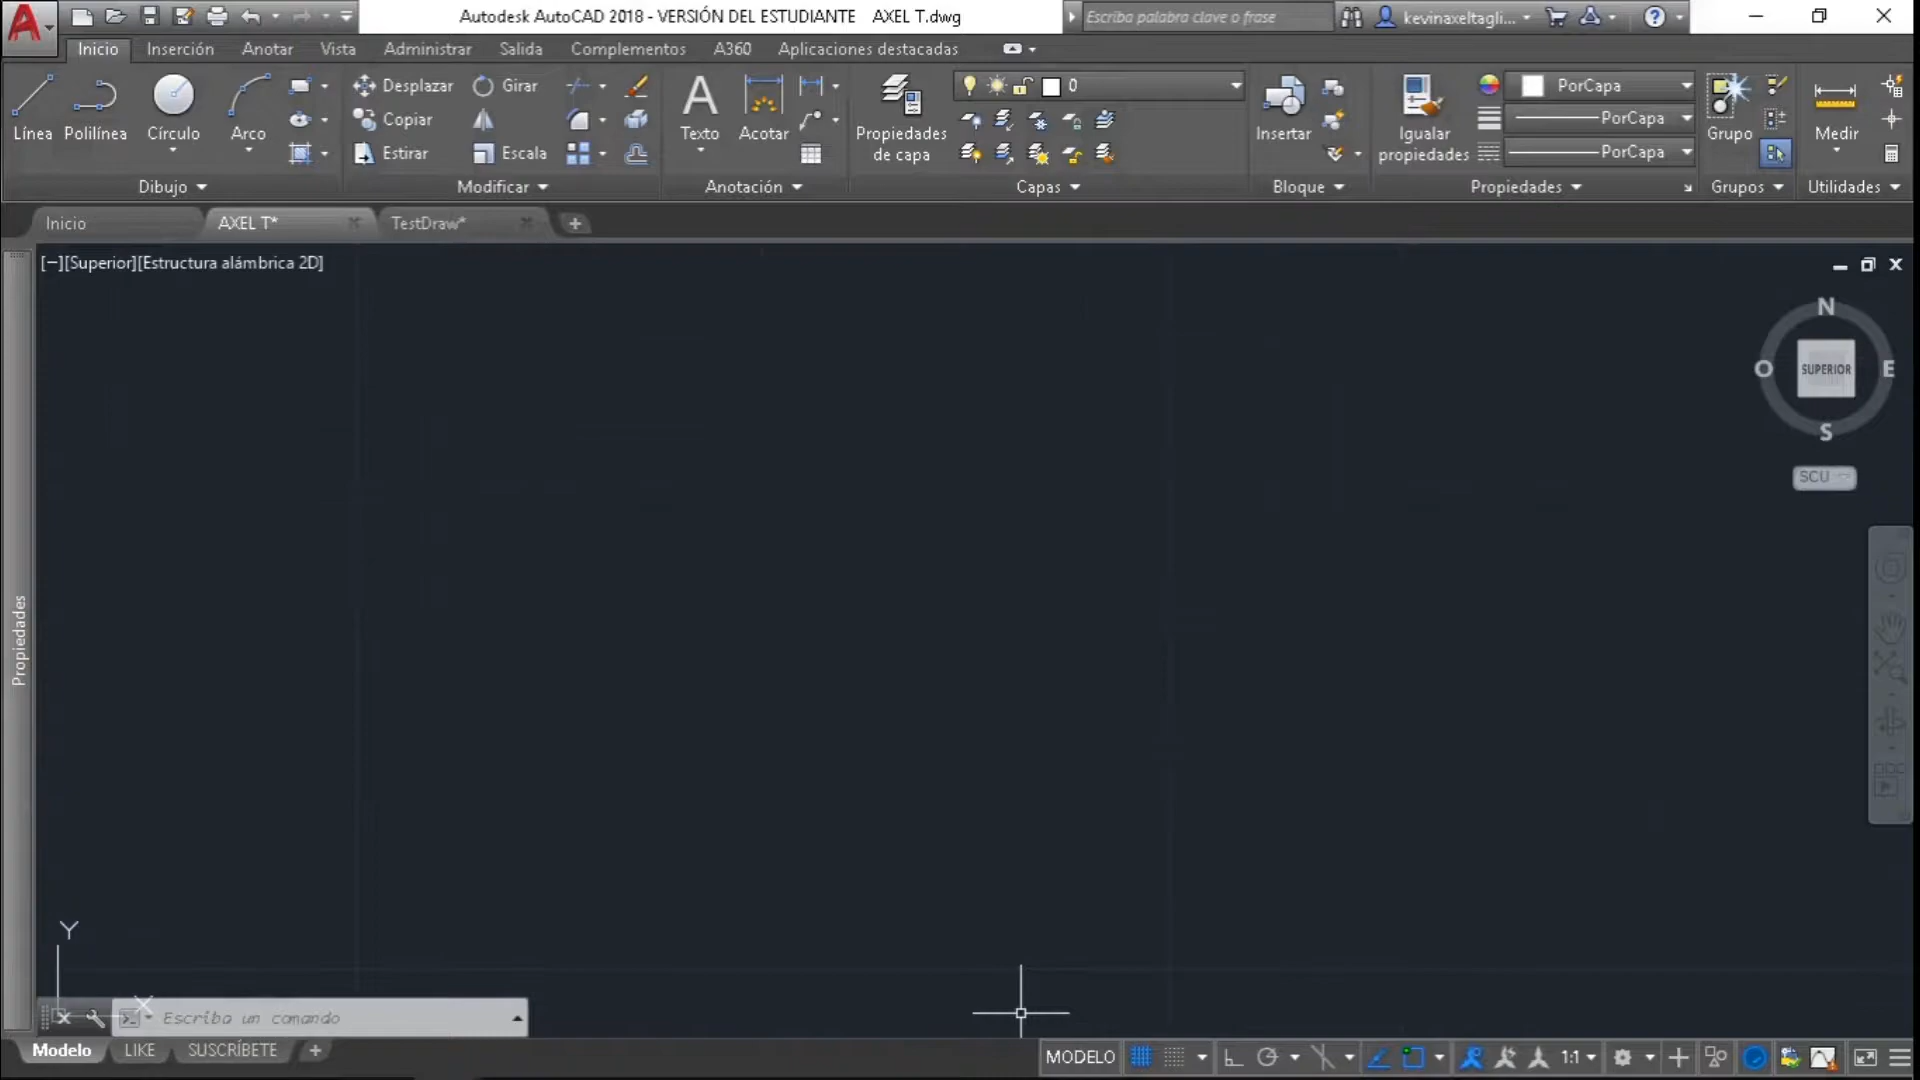 Autodesk AutoCAD 2018 - VERSIÓN DEL ESTUDIANTE AXEL T.dwg
Escriba palabra clave o frase
kevinaxeltagli...
Inicio Inserción Anotar Vista Administrar Salida Complementos A360 Aplicaciones destacadas
Línea Polilínea Círculo Arco
Desplazar Girar
Copiar
Estirar Escala
Texto Acotar
Propiedades de capa
0
Insertar
Igualar propiedades
PorCapa
PorCapa
PorCapa
Grupo
Medir
Dibujo Modificar Anotación Capas Bloque Propiedades Grupos Utilidades
Inicio AXEL T* TestDraw*
[−][Superior][Estructura alámbrica 2D]
N
O SUPERIOR E
S
SCU
Propiedades
Y
X
Escriba un comando
Modelo LIKE SUSCRÍBETE
MODELO 1:1